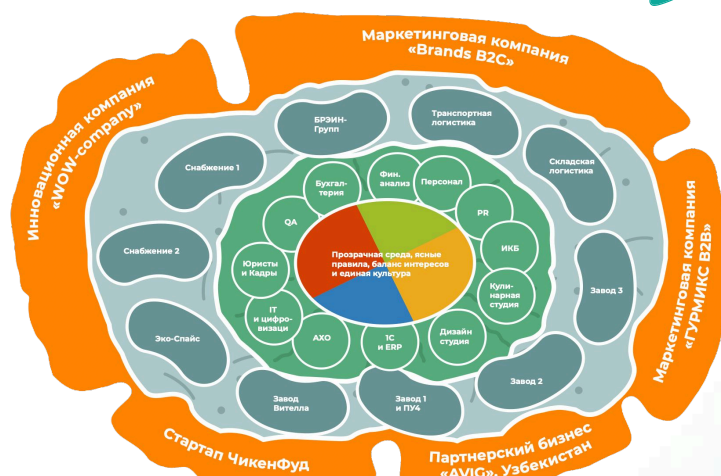 Маркетинговая компания
«Brands B2C»
Инновационная компания
«WOW-company»
Маркетинговая компания
«ГУРМИКС B2B»
Стартап ЧикенФуд
Партнерский бизнес
«AVIG», Узбекистан
БРЭИН-
Групп
Транспортная
логистика
Складская
логистика
Завод 3
Завод 2
Завод 1
и ПУ4
Завод
Вителла
Эко-Спайс
Снабжение 2
Снабжение 1
Бухгал-
терия
Фин.
анализ
Персонал
PR
ИКБ
Кули-
нарная
студия
Дизайн
студия
1С
и ERP
АХО
IT
и цифро-
визаци
Юристы
и Кадры
QA
Прозрачная среда, ясные
правила, баланс интересов
и единая культура